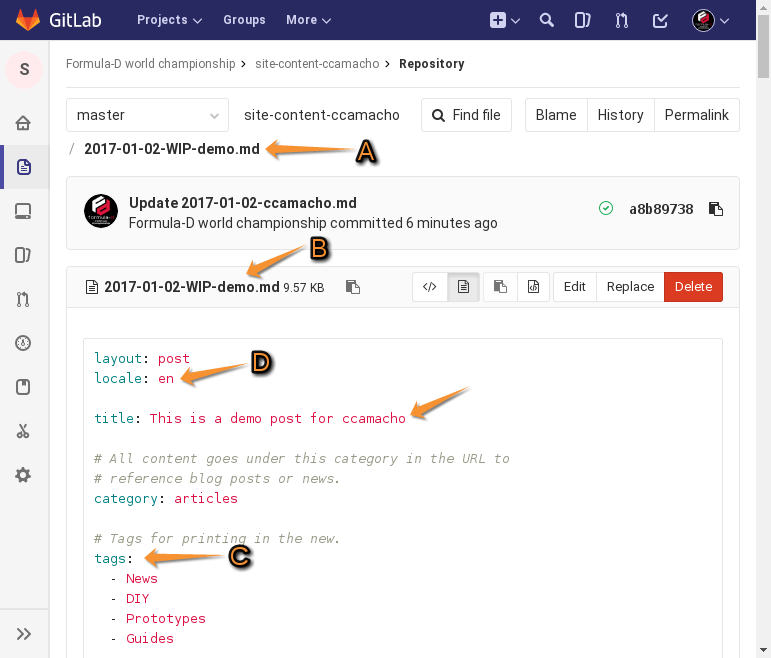 GitLab Projects Groups More
S
Formula-D world championship > site-content-ccamacho > Repository
master site-content-ccamacho Find file Blame History Permalink
/ 2017-01-02-WIP-demo.md A
Update 2017-01-02-ccamacho.md
Formula-D world championship committed 6 minutes ago
a8b89738
B
2017-01-02-WIP-demo.md 9.57 KB </> Edit Replace Delete
layout: post
locale: en D
title: This is a demo post for ccamacho
# All content goes under this category in the URL to
# reference blog posts or news.
category: articles
# Tags for printing in the new.
tags: C
- News
- DIY
- Prototypes
- Guides